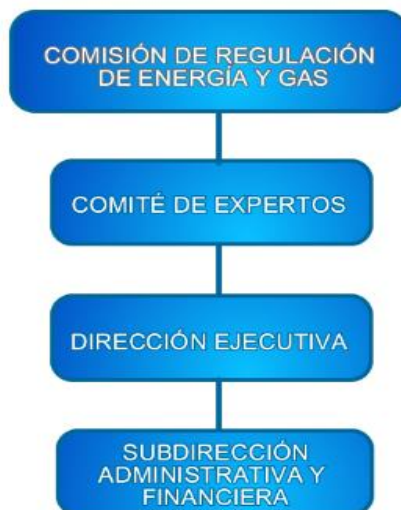 COMISIÓN DE REGULACIÓN
DE ENERGÍA Y GAS
COMITÉ DE EXPERTOS
DIRECCIÓN EJECUTIVA
SUBDIRECCIÓN
ADMINISTRATIVA Y
FINANCIERA